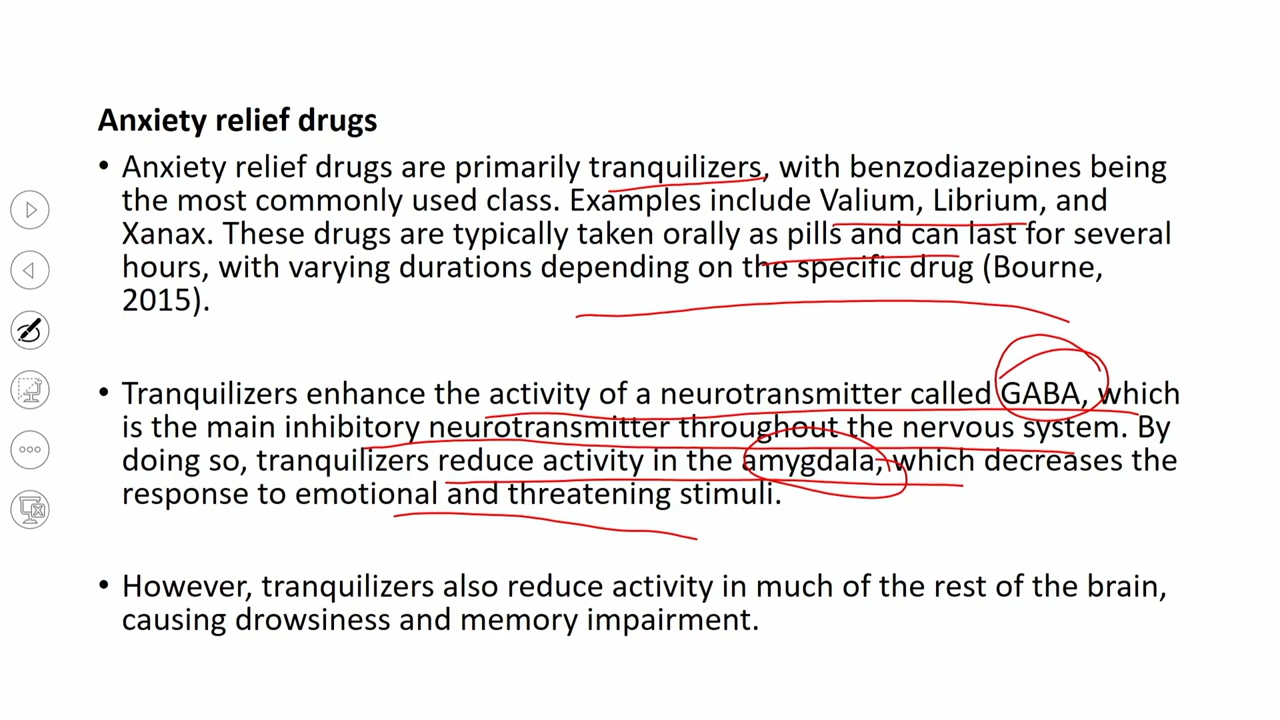 Anxiety relief drugs
• Anxiety relief drugs are primarily tranquilizers, with benzodiazepines being
the most commonly used class. Examples include Valium, Librium, and
Xanax. These drugs are typically taken orally as pills and can last for several
hours, with varying durations depending on the specific drug (Bourne,
2015).
• Tranquilizers enhance the activity of a neurotransmitter called GABA, which
is the main inhibitory neurotransmitter throughout the nervous system. By
doing so, tranquilizers reduce activity in the amygdala, which decreases the
response to emotional and threatening stimuli.
• However, tranquilizers also reduce activity in much of the rest of the brain,
causing drowsiness and memory impairment.